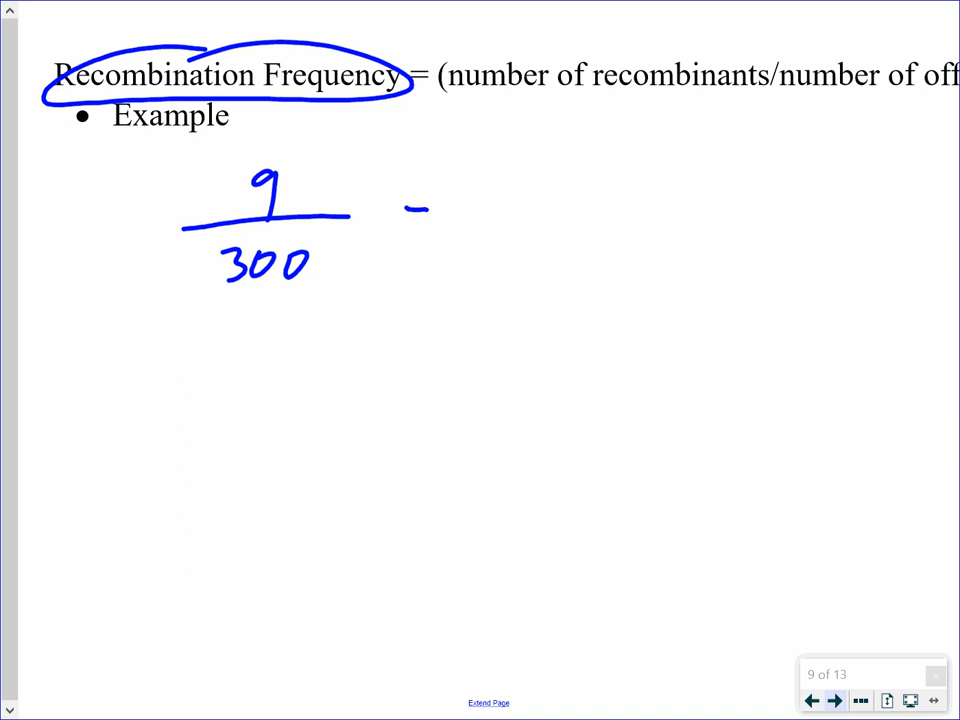 Recombination Frequency = (number of recombinants/number of off
• Example
9
300
-
9 of 13
Extend Page